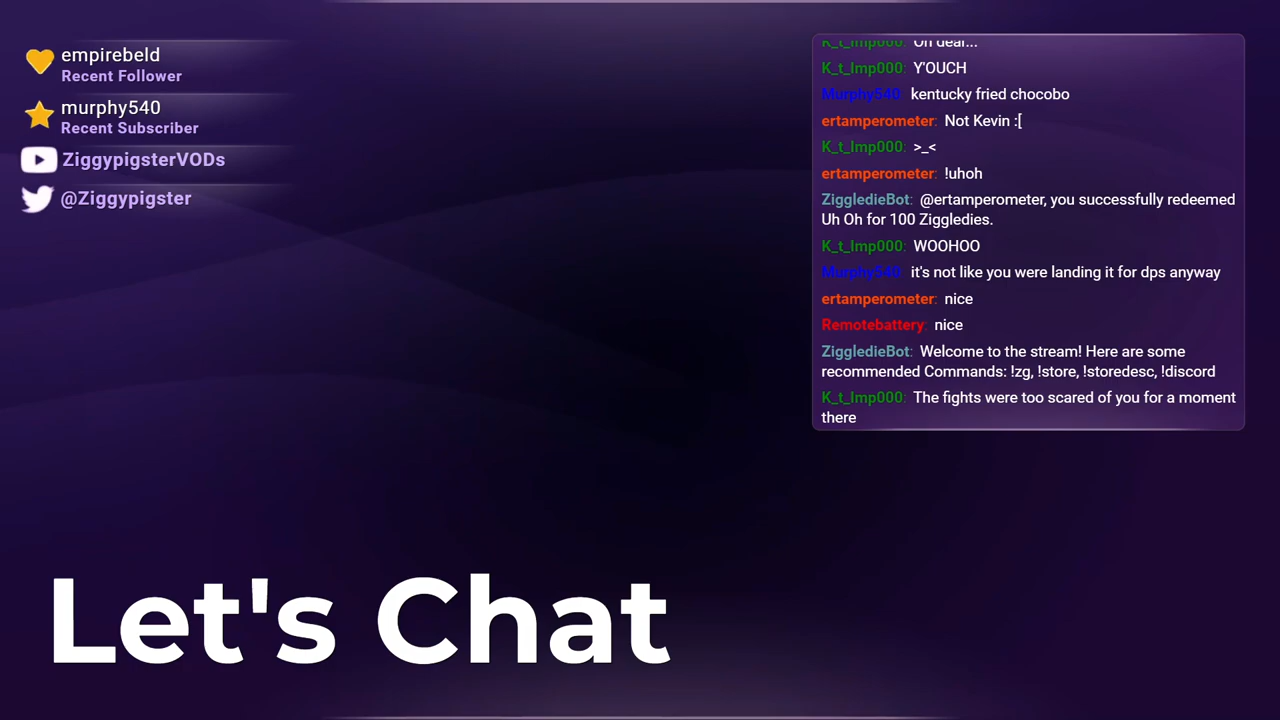 empirebeld
Recent Follower
murphy540
Recent Subscriber
ZiggypigsterVODs
@Ziggypigster
K_t_Imp000: Oh dear...
K_t_Imp000: Y'OUCH
Murphy540: kentucky fried chocobo
ertamperometer: Not Kevin :[
K_t_Imp000: >_<
ertamperometer: !uhoh
ZiggledieBot: @ertamperometer, you successfully redeemed
Uh Oh for 100 Ziggledies.
K_t_Imp000: WOOHOO
Murphy540: it's not like you were landing it for dps anyway
ertamperometer: nice
Remotebattery: nice
ZiggledieBot: Welcome to the stream! Here are some
recommended Commands: !zg, !store, !storedesc, !discord
K_t_Imp000: The fights were too scared of you for a moment
there
Let's Chat